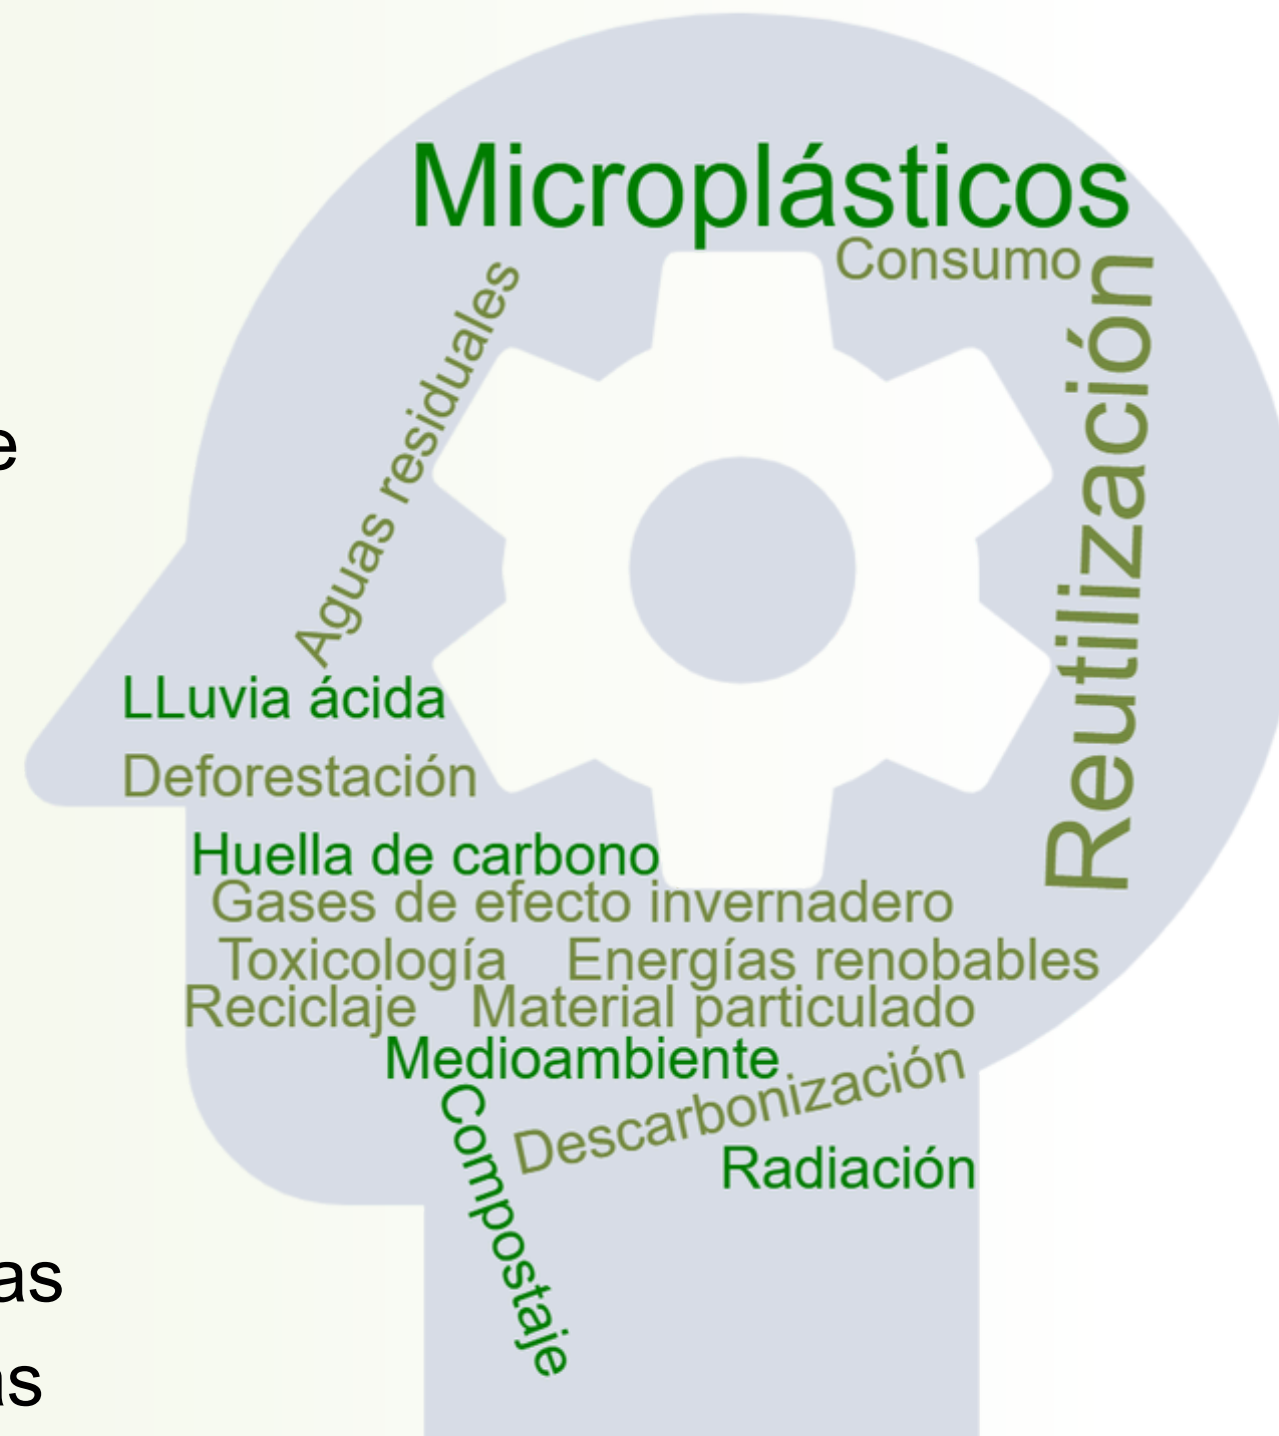 Microplásticos
Consumo
Aguas residuales
Reutilización
e
LLuvia ácida
Deforestación
Huella de carbono
Gases de efecto invernadero
Toxicología Energías renobables
Reciclaje Material particulado
Medioambiente
Descarbonización
Compostaje
Radiación
as
as